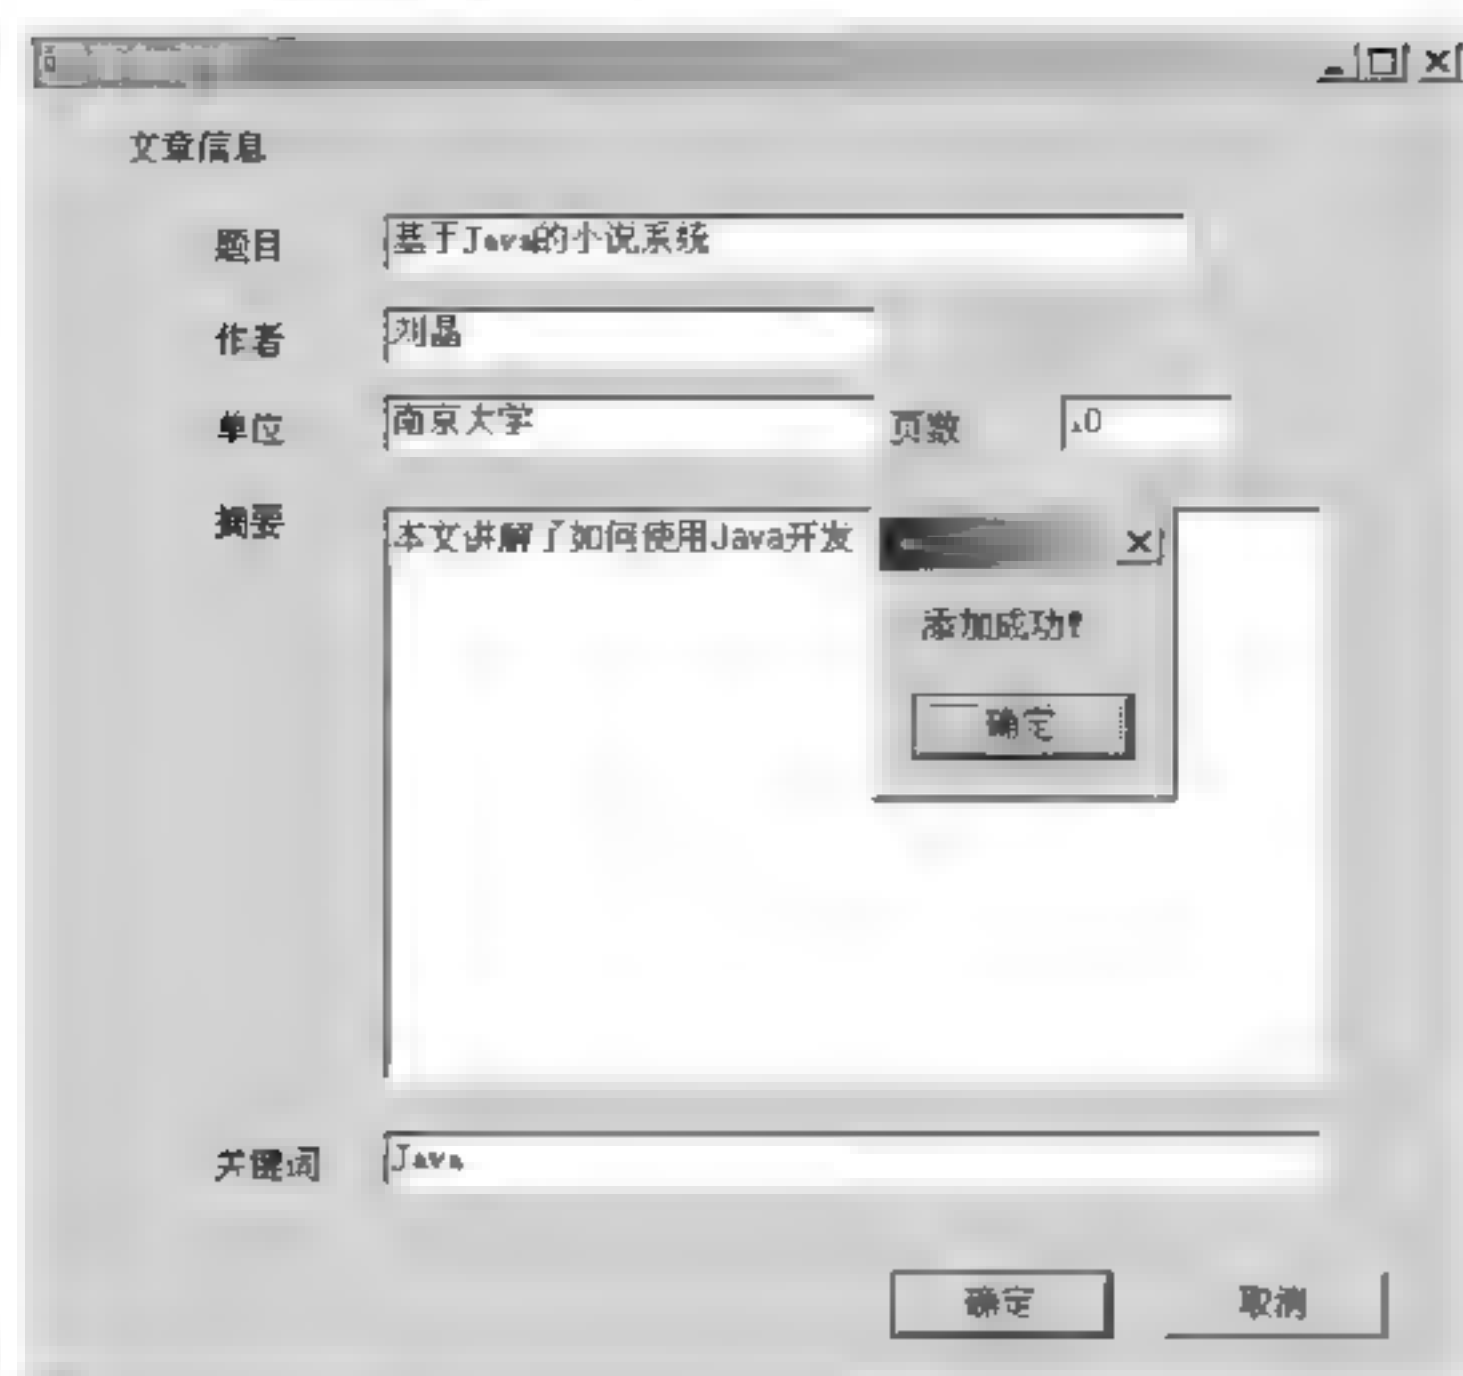 文章信息
题目 基于Java的小说系统
作者 刘晶
单位 南京大学 页数
摘要 本文讲解了如何使用Java开发
添加成功!
确定
关键词 Java
确定 取消